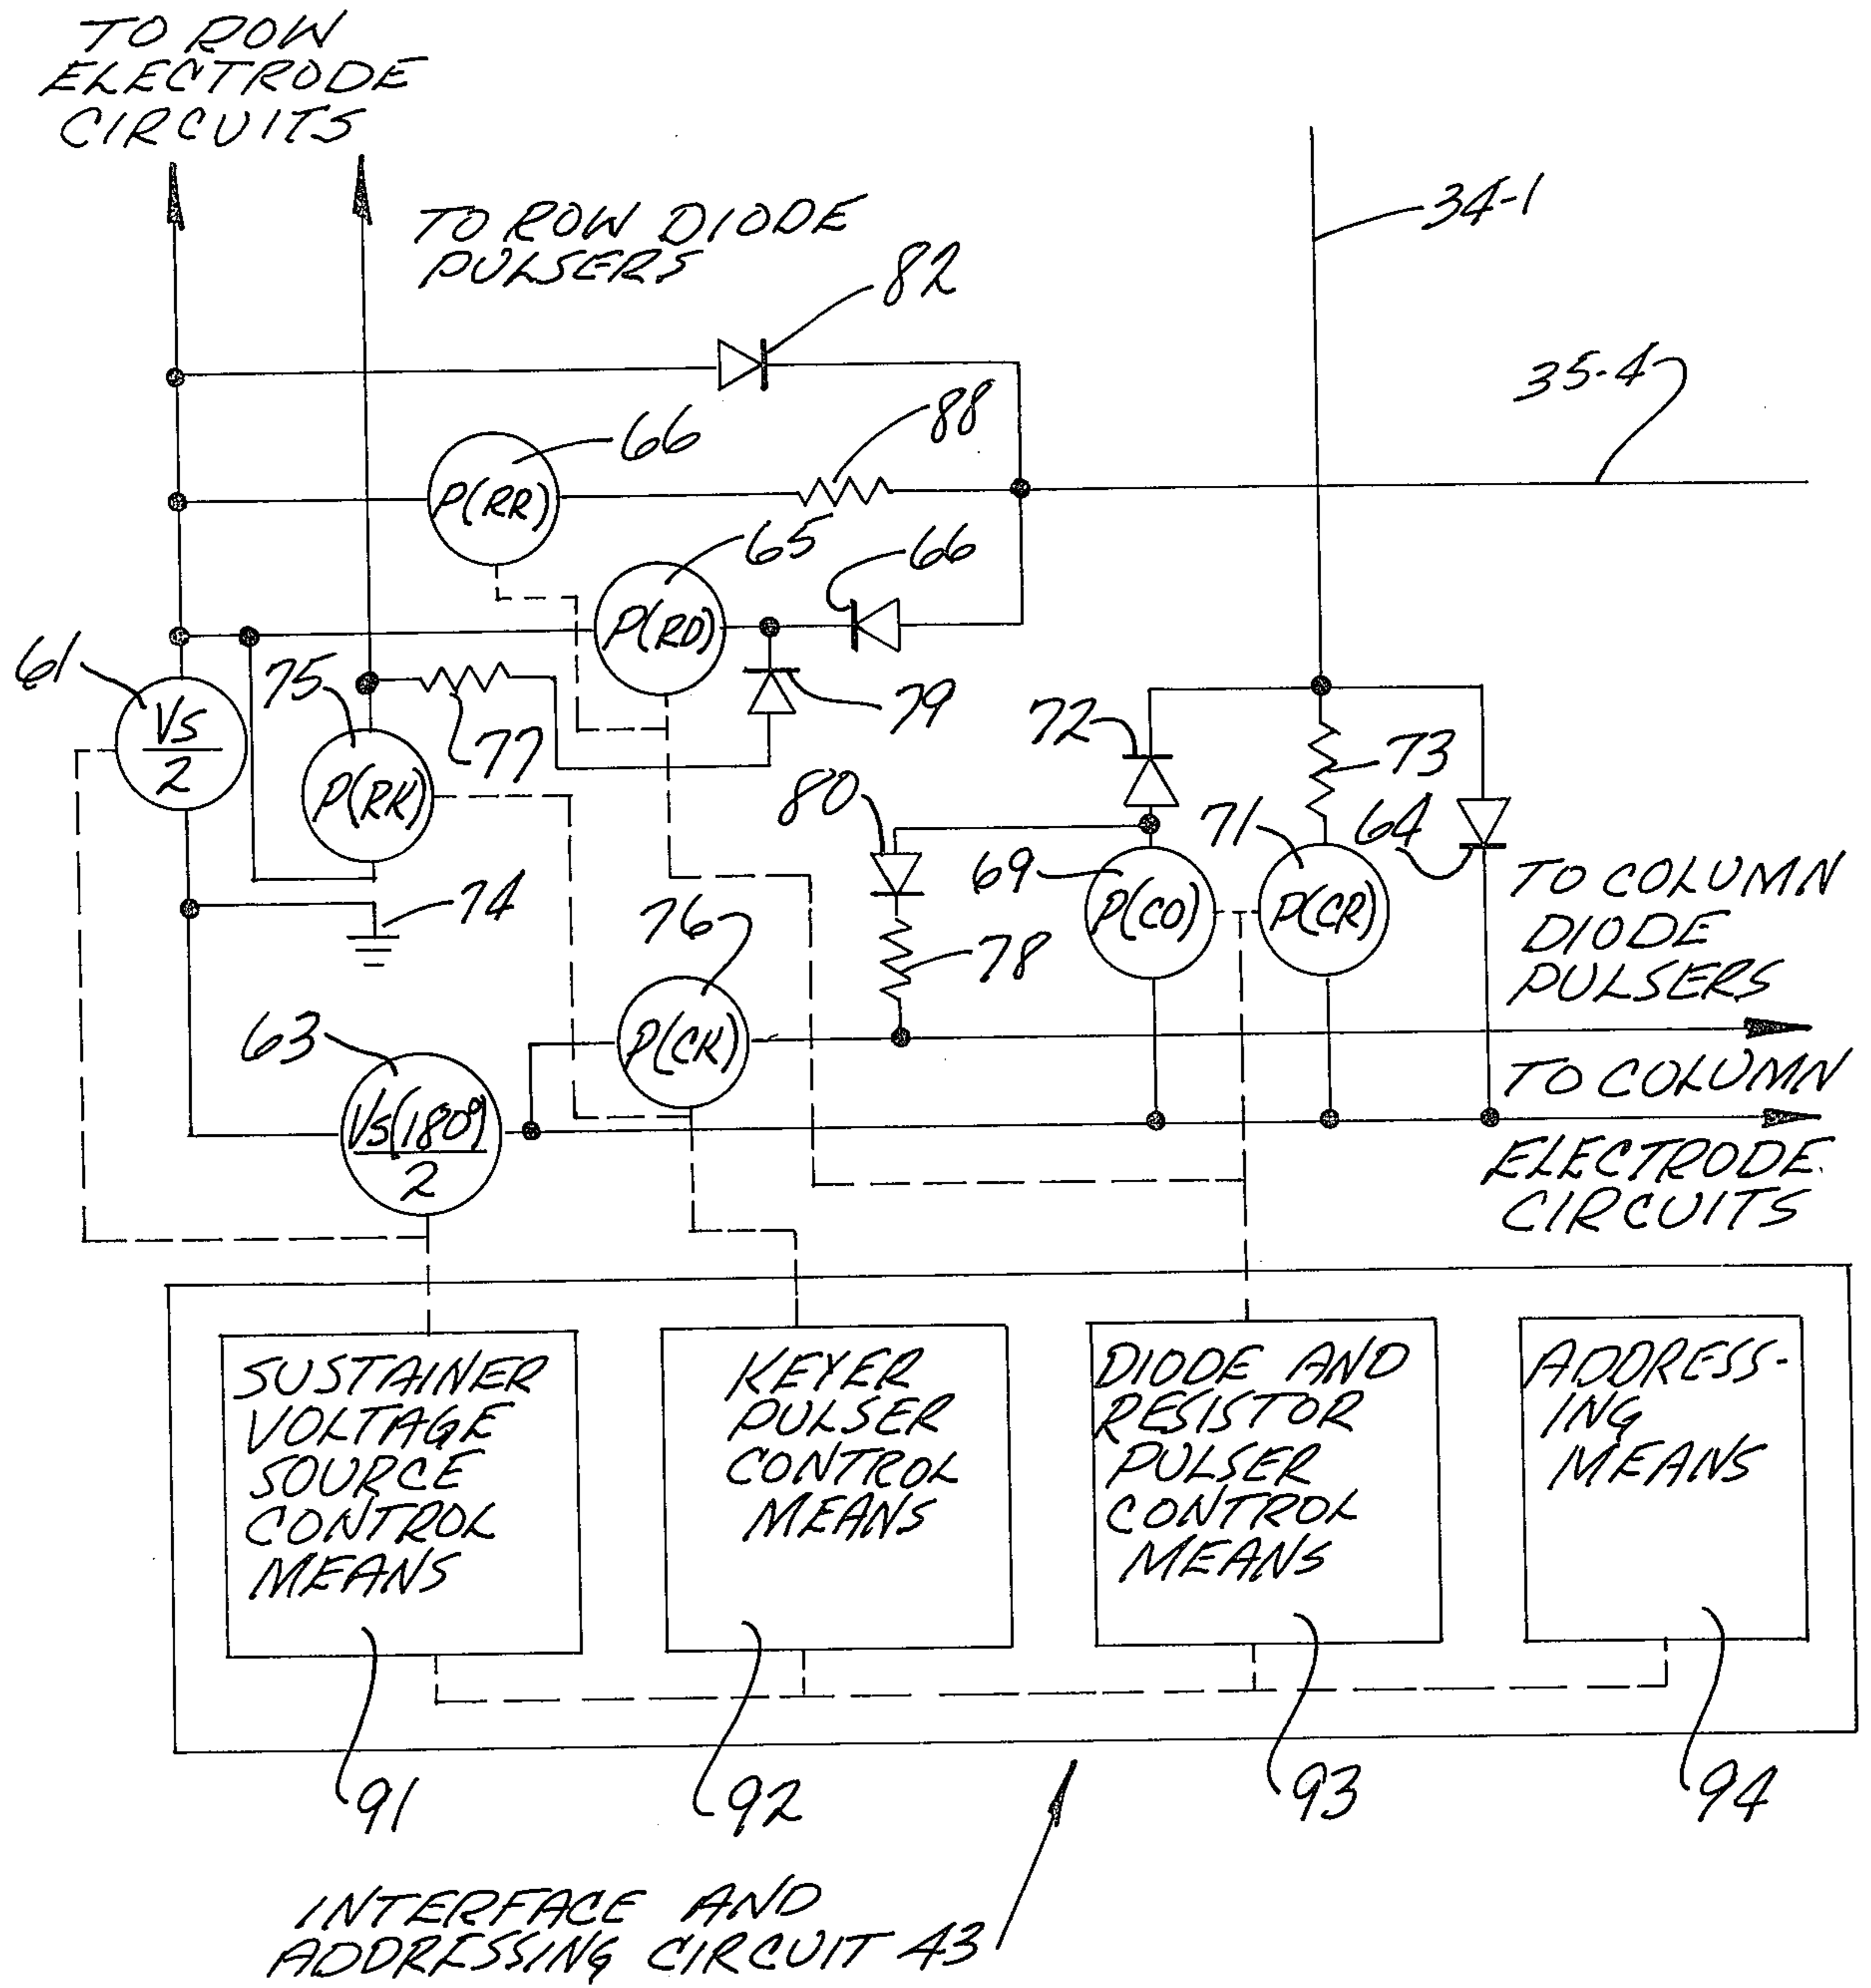 TO ROW
ELECTRODE
CIRCUITS
TO ROW DIODE
PULSERS
82
34-1
35-4
66
88
P(RR)
65
66
P(RD)
61
75
VS
2
77
79
P(RK)
72
73
80
71
64
69
P(CO)
P(CR)
TO COLUMN
DIODE
PULSERS
74
76
78
63
P(CK)
TO COLUMN
VS(180°)
2
ELECTRODE
CIRCUITS
SUSTAINER
VOLTAGE
SOURCE
CONTROL
MEANS
KEYER
PULSER
CONTROL
MEANS
DIODE AND
RESISTOR
PULSER
CONTROL
MEANS
ADDRESS-
ING
MEANS
91
92
93
94
INTERFACE AND
ADDRESSING CIRCUIT 43